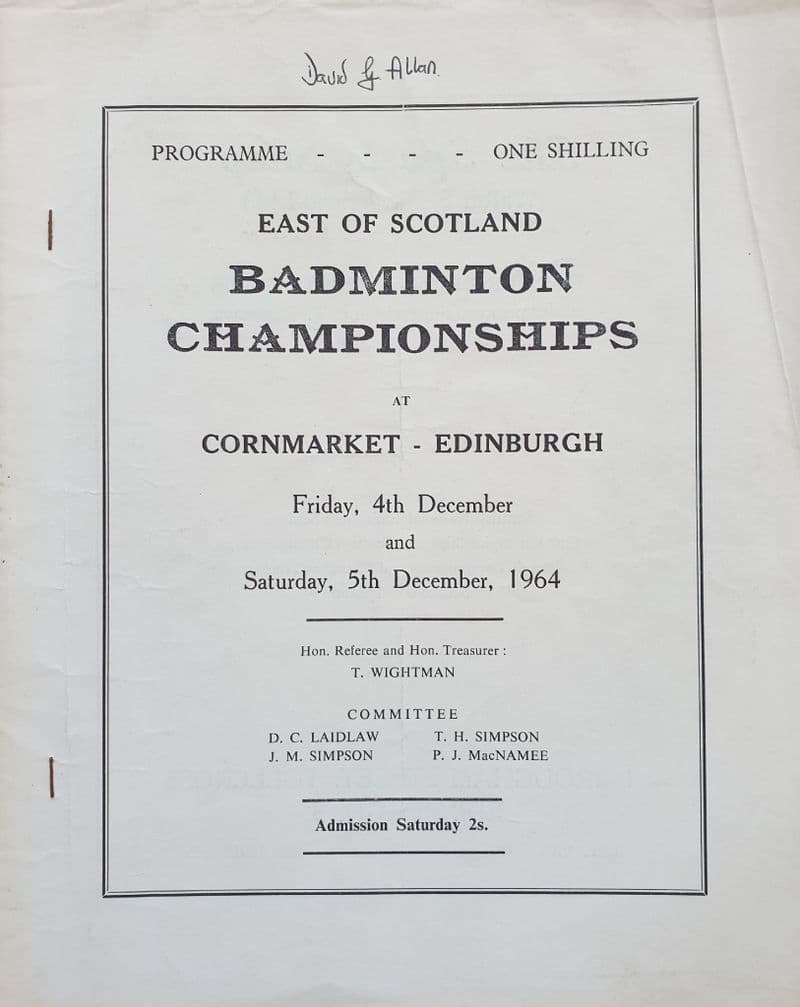 David G Allan.
PROGRAMME - - - - ONE SHILLING
EAST OF SCOTLAND
BADMINTON
CHAMPIONSHIPS
AT
CORNMARKET - EDINBURGH
Friday, 4th December
and
Saturday, 5th December, 1964
Hon. Referee and Hon. Treasurer :
T. WIGHTMAN
COMMITTEE
D. C. LAIDLAW T. H. SIMPSON
J. M. SIMPSON P. J. MacNAMEE
Admission Saturday 2s.